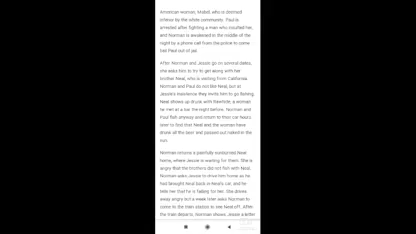 American woman, Mabel, who is deemed
inferior by the white community. Paul is
arrested after fighting a man who insulted her,
and Norman is awakened in the middle of the
night by a phone call from the police to come
bail Paul out of jail.
After Norman and Jessie go on several dates,
she asks him to try to get along with her
brother Neal, who is visiting from California.
Norman and Paul do not like Neal, but at
Jessie's insistence they invite him to go fishing.
Neal shows up drunk with Rawhide, a woman
he met at a bar the night before. Norman and
Paul fish anyway and return to their car hours
later to find that Neal and the woman have
drunk all the beer and passed out naked in the
sun.
Norman returns a painfully sunburned Neal
home, where Jessie is waiting for them. She is
angry that the brothers did not fish with Neal.
Norman asks Jessie to drive him home as he
had brought Neal back in Neal's car, and he
tells her that he is falling for her. She drives
away angry but a week later asks Norman to
come to the train station to see Neal off. After
the train departs, Norman shows Jessie a letter